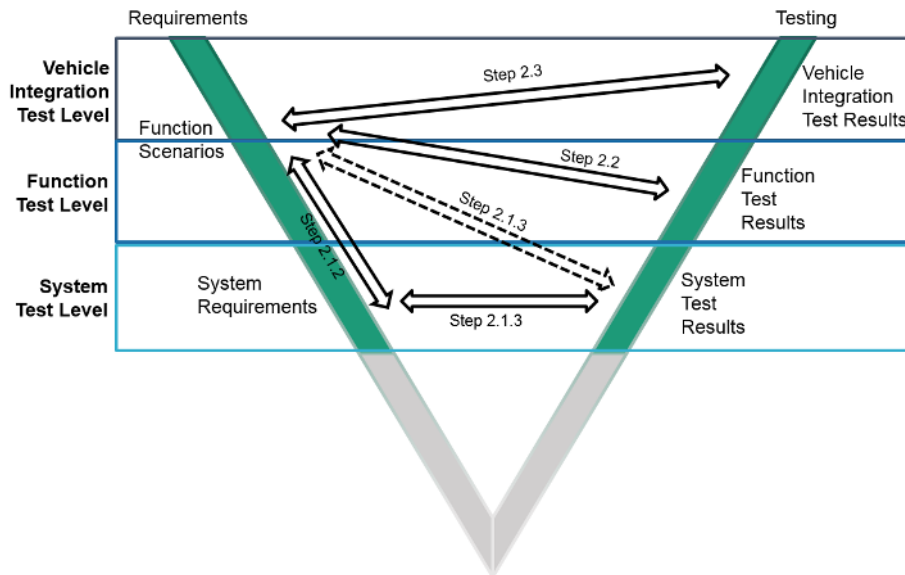 Requirements
Testing
Vehicle
Integration
Test Level
Step 2.3
Vehicle
Integration
Test Results
Function
Scenarios
Function
Test Level
Step 2.2
Function
Test
Results
Step 2.1.3
Step 2.1.2
System
Test Level
System
Requirements
Step 2.1.3
System
Test
Results